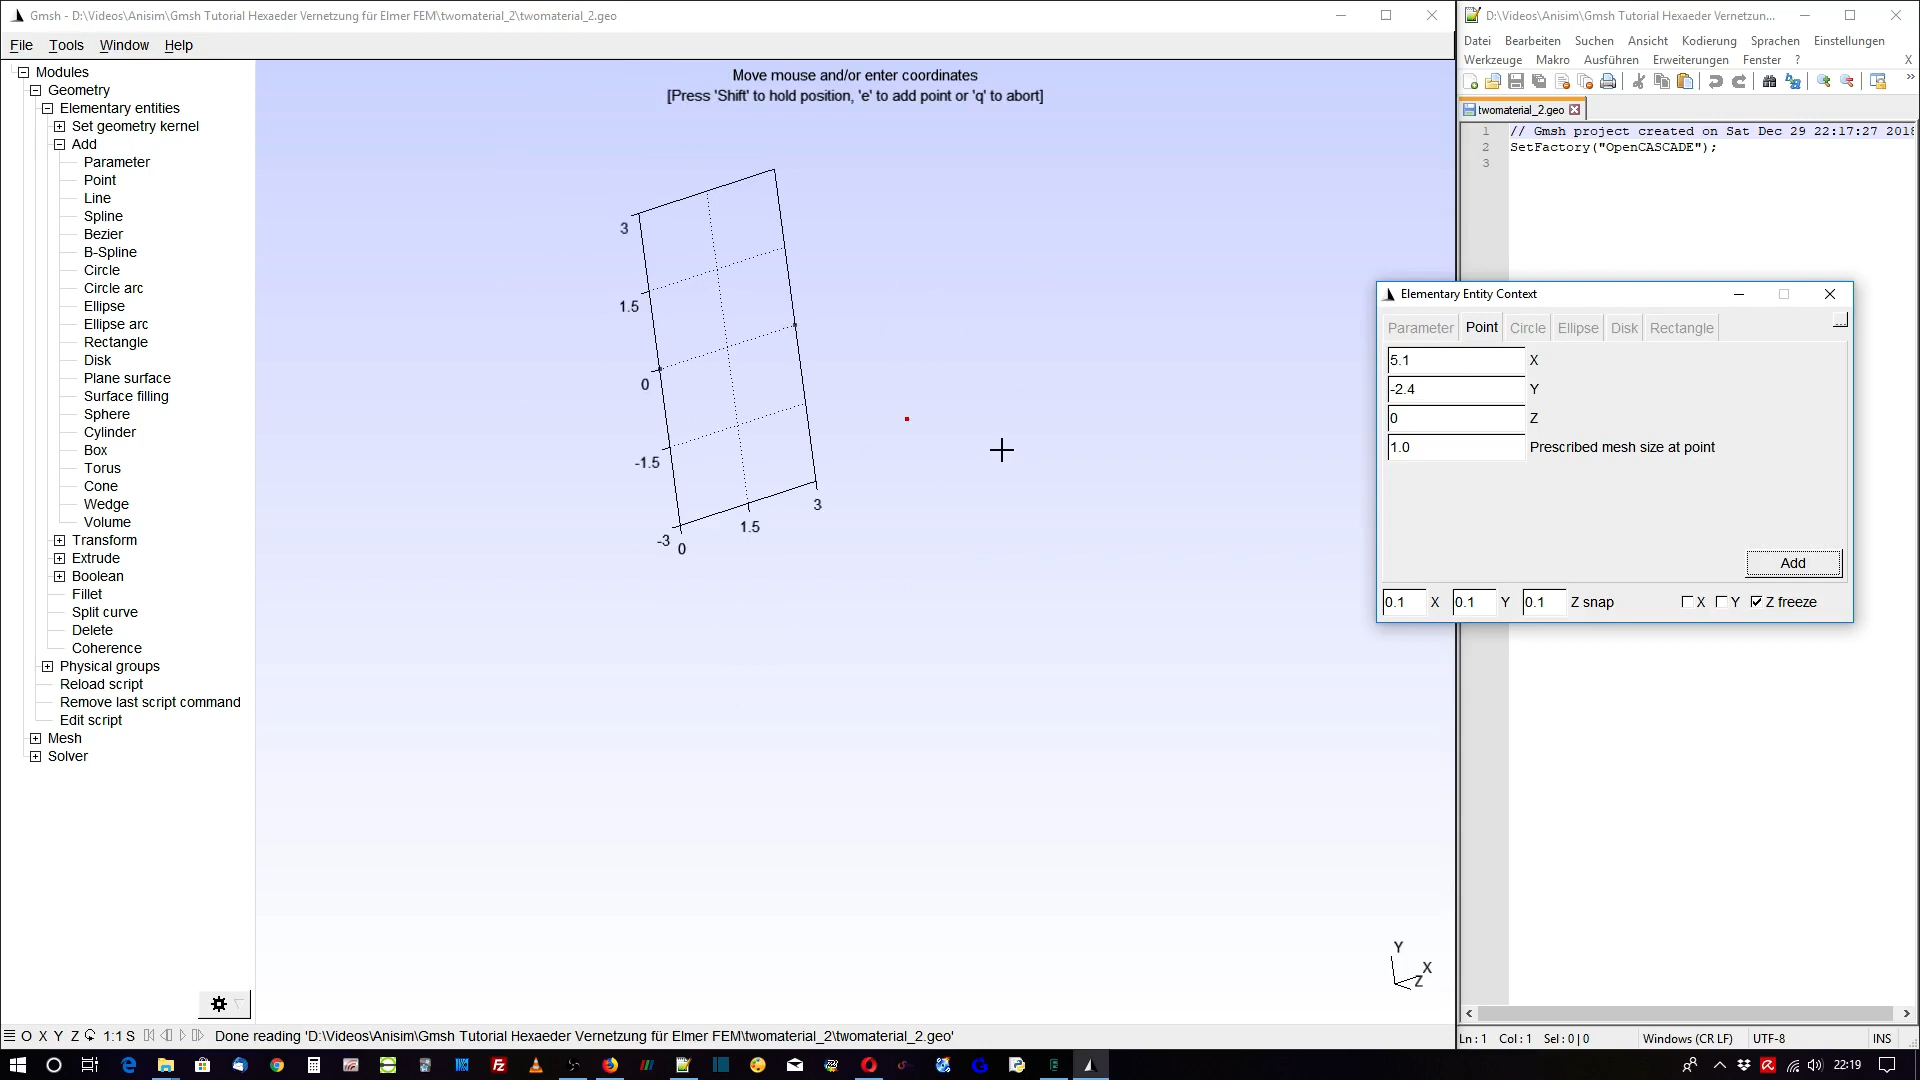 Gmsh - D:\Videos\Anisim\Gmsh Tutorial Hexaeder Vernetzung für Elmer FEM\twomaterial_2\twomaterial_2.geo
File Tools Window Help
Modules
Geometry
Elementary entities
Set geometry kernel
Add
Parameter
Point
Line
Spline
Bezier
B-Spline
Circle
Circle arc
Ellipse
Ellipse arc
Rectangle
Disk
Plane surface
Surface filling
Sphere
Cylinder
Box
Torus
Cone
Wedge
Volume
Transform
Extrude
Boolean
Fillet
Split curve
Delete
Coherence
Physical groups
Reload script
Remove last script command
Edit script
Mesh
Solver
Move mouse and/or enter coordinates
[Press 'Shift' to hold position, 'e' to add point or 'q' to abort]
3
1.5
0
-1.5
-3
0
1.5
3
Y
X
Z
O X Y Z 1:1 S Done reading 'D:\Videos\Anisim\Gmsh Tutorial Hexaeder Vernetzung für Elmer FEM\twomaterial_2\twomaterial_2.geo'
D:\Videos\Anisim\Gmsh Tutorial Hexaeder Vernetzun...
Datei Bearbeiten Suchen Ansicht Kodierung Sprachen Einstellungen
Werkzeuge Makro Ausführen Erweiterungen Fenster ? X
twomaterial_2.geo
1 // Gmsh project created on Sat Dec 29 22:17:27 2018
2 SetFactory("OpenCASCADE");
3
Elementary Entity Context
Parameter Point Circle Ellipse Disk Rectangle ...
5.1 X
-2.4 Y
0 Z
1.0 Prescribed mesh size at point
Add
0.1 X 0.1 Y 0.1 Z snap X Y Z freeze
Ln : 1 Col : 1 Sel : 0 | 0 Windows (CR LF) UTF-8 INS
22:19